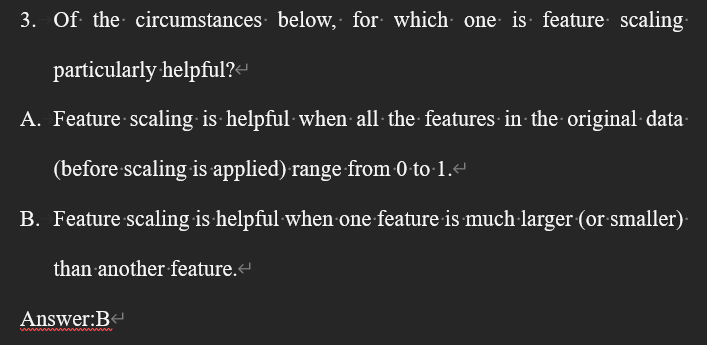 3. Of the circumstances below, for which one is feature scaling
particularly helpful?
A. Feature scaling is helpful when all the features in the original data
(before scaling is applied) range from 0 to 1.
B. Feature scaling is helpful when one feature is much larger (or smaller)
than another feature.
Answer:B